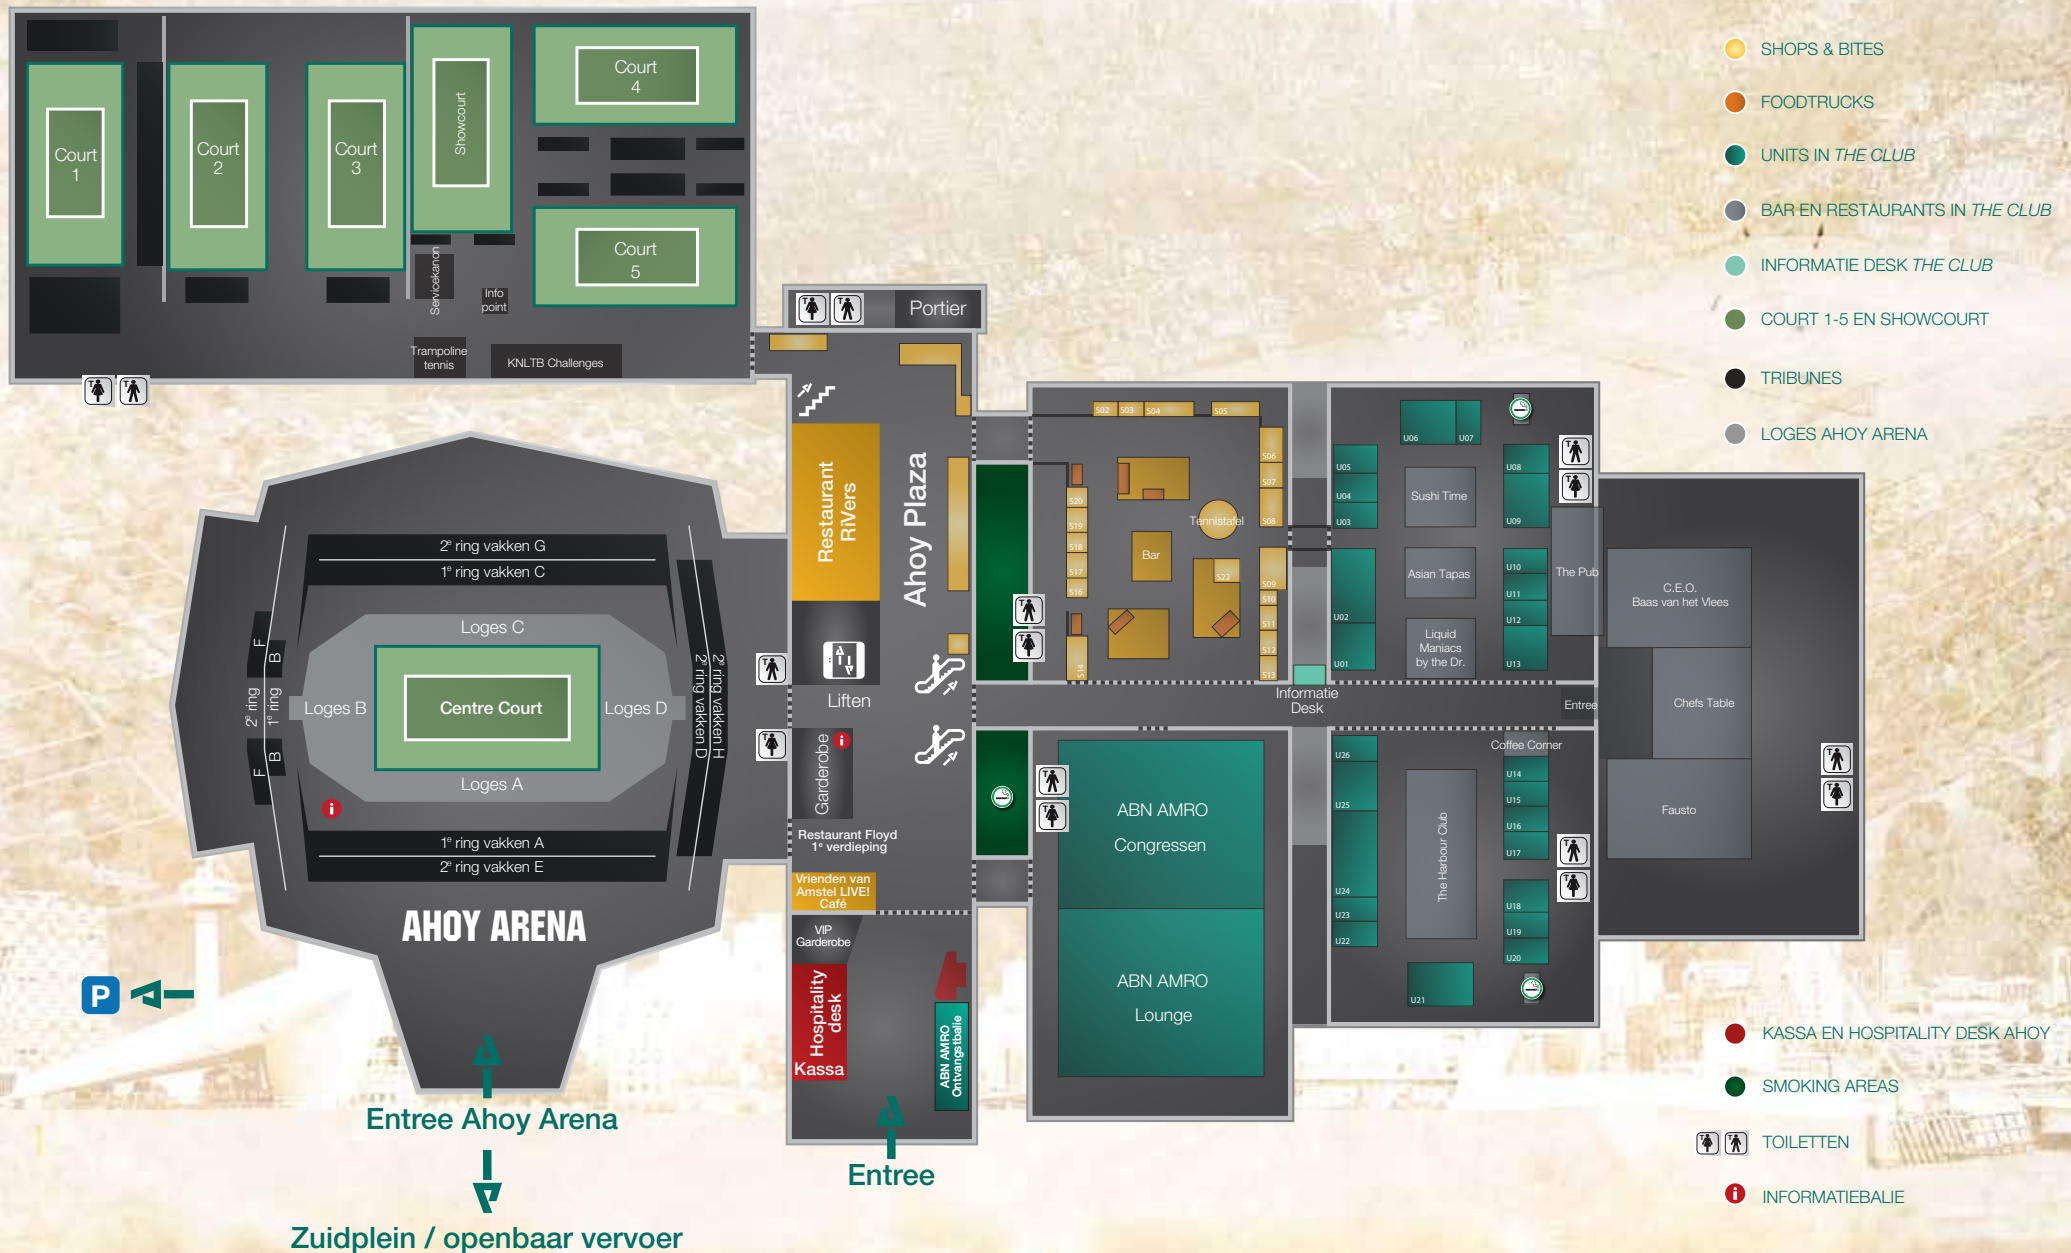 Court
1
Court
2
Court
3
Showcourt
Court
4
Court
5
Servicekanon
Info
point
Trampoline
tennis
KNLTB Challenges
Portier
SHOPS & BITES
FOODTRUCKS
UNITS IN THE CLUB
BAR EN RESTAURANTS IN THE CLUB
INFORMATIE DESK THE CLUB
COURT 1-5 EN SHOWCOURT
TRIBUNES
LOGES AHOY ARENA
Restaurant
RiVers
Ahoy Plaza
Liften
Garderobe
Restaurant Floyd
1e verdieping
Vrienden van
Amstel LIVE!
Café
VIP
Garderobe
Hospitality
desk
Kassa
ABN AMRO
Ontvangstbalie
Entree
2e ring vakken G
1e ring vakken C
Loges C
Loges B
Centre Court
Loges D
Loges A
1e ring vakken A
2e ring vakken E
F
B
2e ring
1e ring
B
F
2e ring vakken D
2e ring vakken H
AHOY ARENA
P
Entree Ahoy Arena
Zuidplein / openbaar vervoer
S02
S03
S04
S05
S06
S07
S08
S09
S10
S11
S12
S13
S14
S16
S17
S18
S19
S20
S22
Tennistafel
Bar
Informatie
Desk
U01
U02
U03
U04
U05
U06
U07
U08
U09
U10
U11
U12
U13
Sushi Time
Asian Tapas
Liquid
Maniacs
by the Dr.
The Pub
Entree
C.E.O.
Baas van het Vlees
Chefs Table
Fausto
Coffee Corner
U14
U15
U16
U17
U18
U19
U20
U21
U22
U23
U24
U25
U26
The Harbour Club
ABN AMRO
Congressen
ABN AMRO
Lounge
KASSA EN HOSPITALITY DESK AHOY
SMOKING AREAS
TOILETTEN
INFORMATIEBALIE